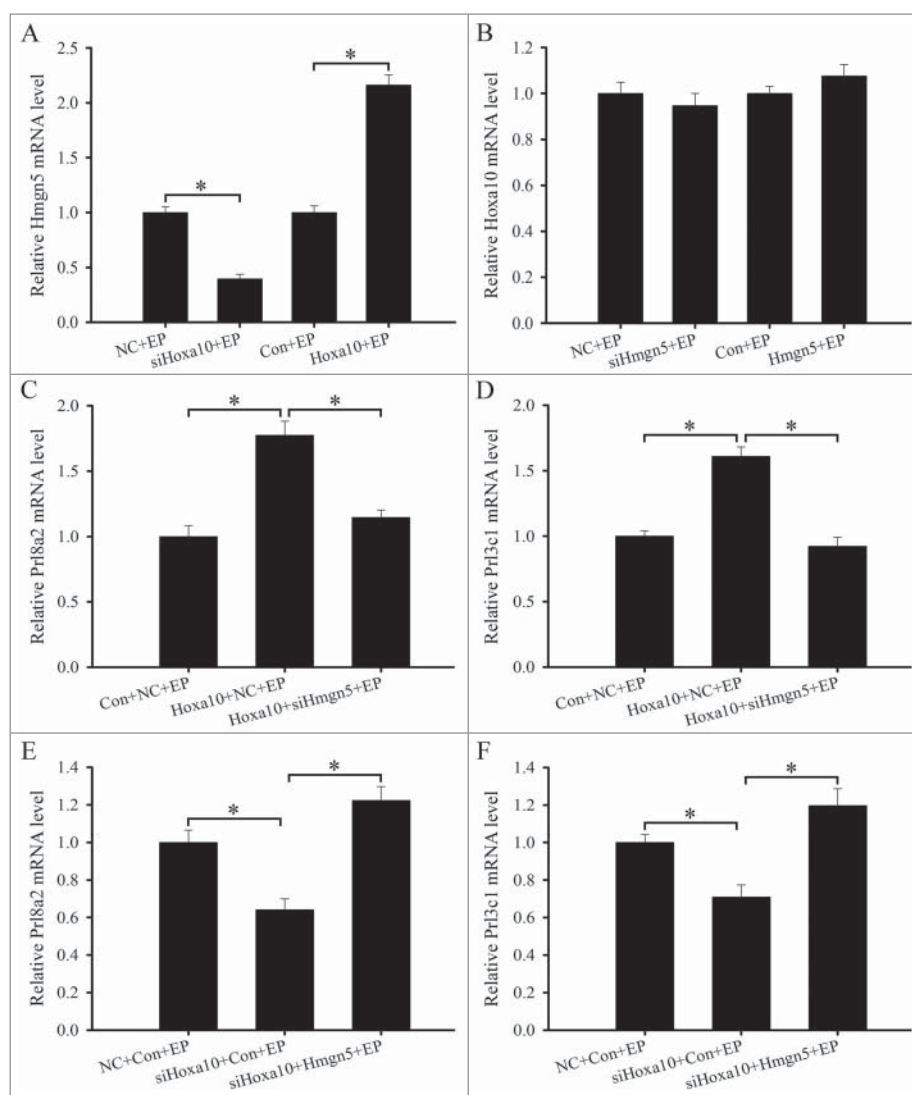 A
Relative Hmgn5 mRNA level
2.5
2.0
1.5
1.0
0.5
0.0
*
*
NC+EP
siHoxa10+EP
Con+EP
Hoxa10+EP
B
Relative Hoxa10 mRNA level
1.2
1.0
0.8
0.6
0.4
0.2
0.0
NC+EP
siHmgn5+EP
Con+EP
Hmgn5+EP
C
Relative Prl8a2 mRNA level
2.0
1.5
1.0
0.5
0.0
*
*
Con+NC+EP
Hoxa10+NC+EP
Hoxa10+siHmgn5+EP
D
Relative Prl3c1 mRNA level
2.0
1.5
1.0
0.5
0.0
*
*
Con+NC+EP
Hoxa10+NC+EP
Hoxa10+siHmgn5+EP
E
Relative Prl8a2 mRNA level
1.4
1.2
1.0
0.8
0.6
0.4
0.2
0.0
*
*
NC+Con+EP
siHoxa10+Con+EP
siHoxa10+Hmgn5+EP
F
Relative Prl3c1 mRNA level
1.4
1.2
1.0
0.8
0.6
0.4
0.2
0.0
*
*
NC+Con+EP
siHoxa10+Con+EP
siHoxa10+Hmgn5+EP